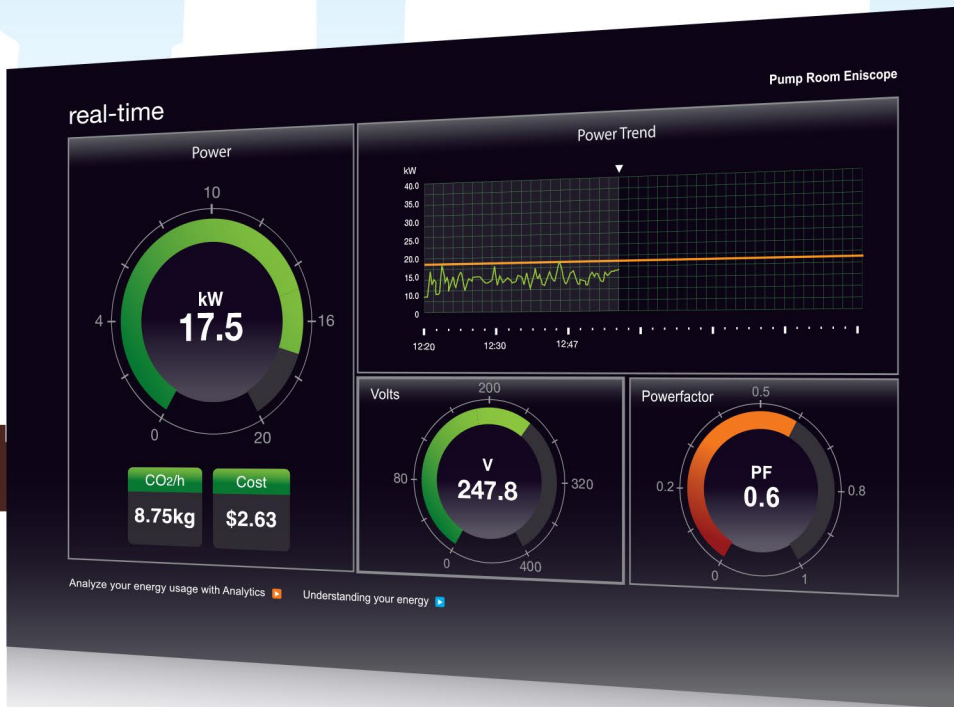 Pump Room Eniscope
real-time
Power
10
4
16
kW
17.5
0
20
CO2/h
8.75kg
Cost
$2.63
Power Trend
kW
40.0
35.0
30.0
25.0
20.0
15.0
10.0
0
12:20
12:30
12:47
Volts
200
80
320
V
247.8
0
400
Powerfactor
0.5
0.2
0.8
PF
0.6
0
1
Analyze your energy usage with Analytics
Understanding your energy